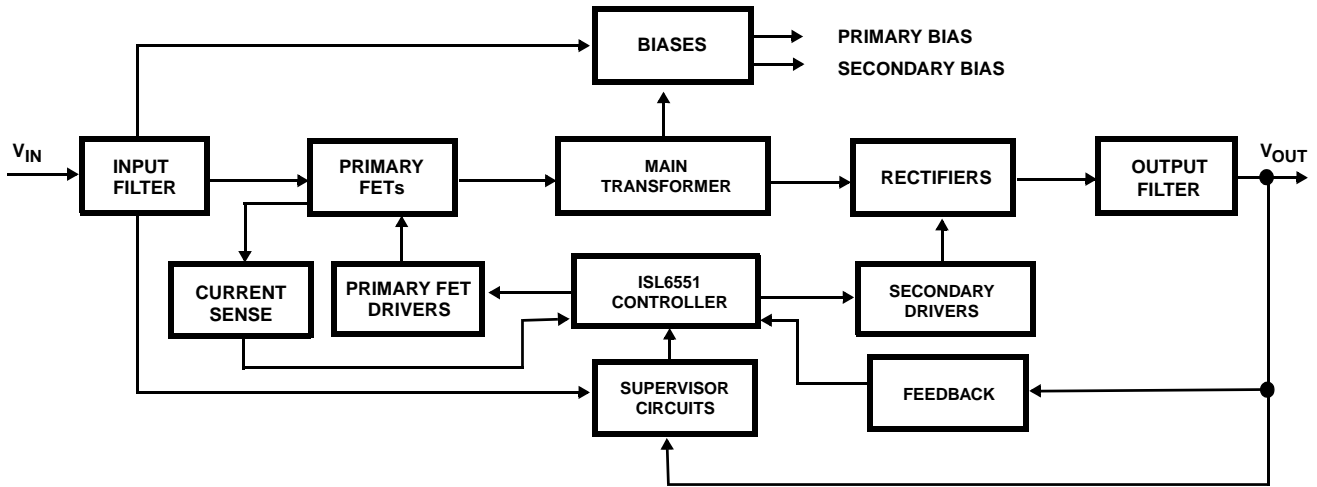 BIASES
PRIMARY BIAS
SECONDARY BIAS
VIN
INPUT
FILTER
PRIMARY
FETs
MAIN
TRANSFORMER
RECTIFIERS
OUTPUT
FILTER
VOUT
CURRENT
SENSE
PRIMARY FET
DRIVERS
ISL6551
CONTROLLER
SECONDARY
DRIVERS
SUPERVISOR
CIRCUITS
FEEDBACK